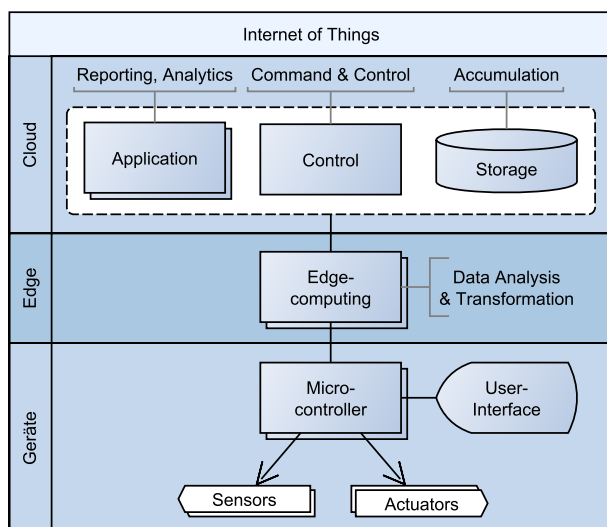 Internet of Things
Cloud
Reporting, Analytics
Command & Control
Accumulation
Application
Control
Storage
Edge
Edge-
computing
Data Analysis
& Transformation
Geräte
Micro-
controller
User-
Interface
Sensors
Actuators